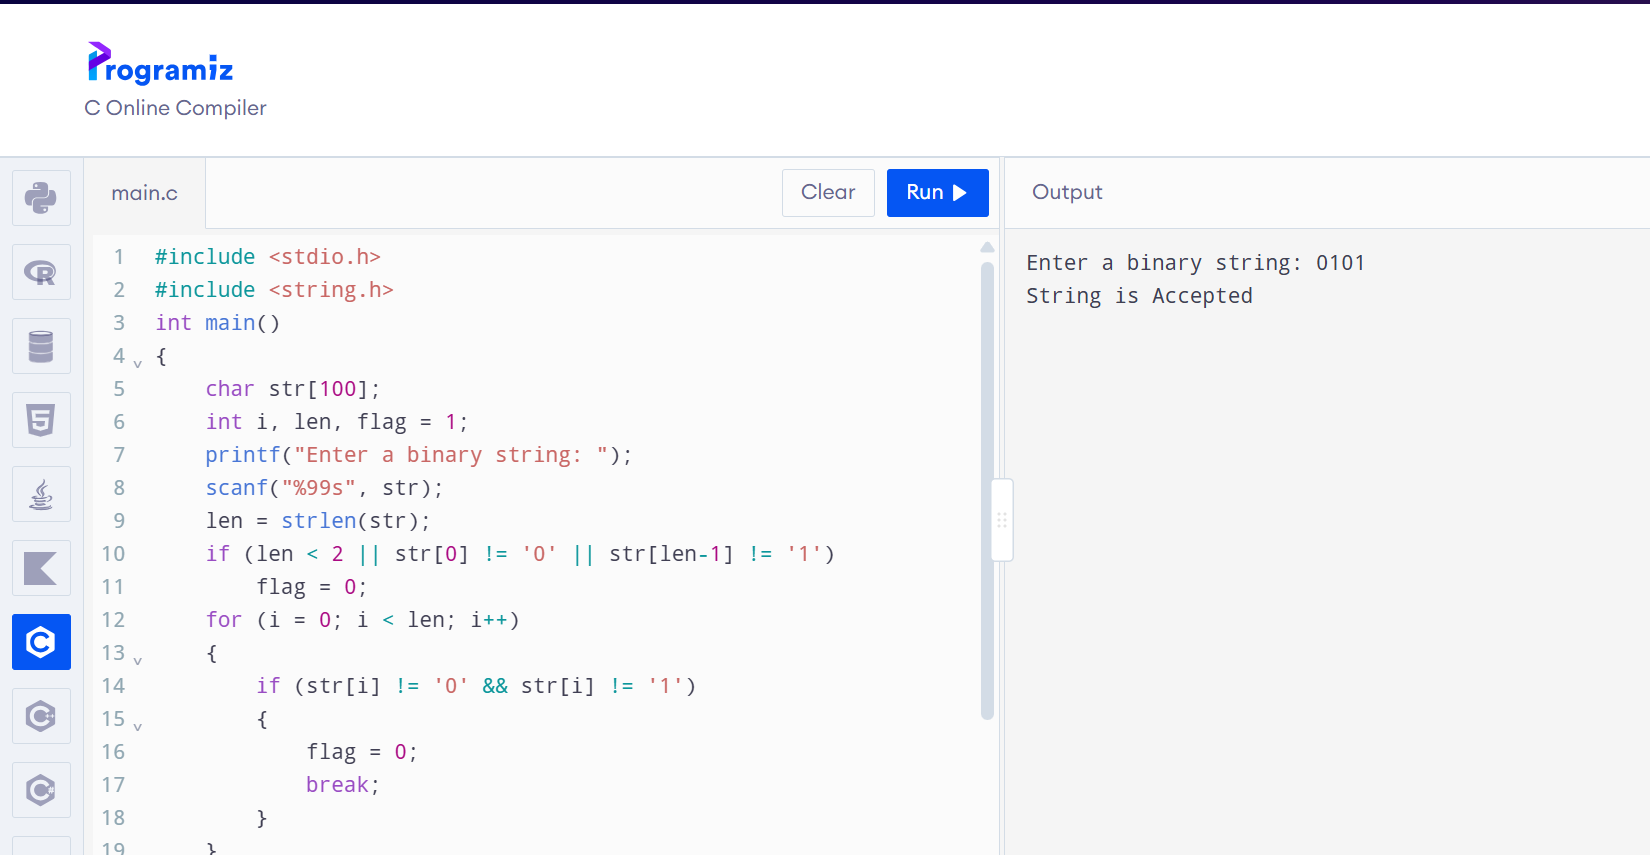 Programiz
C Online Compiler
main.c
Clear
Run
Output
1 #include <stdio.h>
2 #include <string.h>
3 int main()
4 {
5     char str[100];
6     int i, len, flag = 1;
7     printf("Enter a binary string: ");
8     scanf("%99s", str);
9     len = strlen(str);
10     if (len < 2 || str[0] != '0' || str[len-1] != '1')
11         flag = 0;
12     for (i = 0; i < len; i++)
13     {
14         if (str[i] != '0' && str[i] != '1')
15         {
16             flag = 0;
17             break;
18         }
19     }
Enter a binary string: 0101
String is Accepted